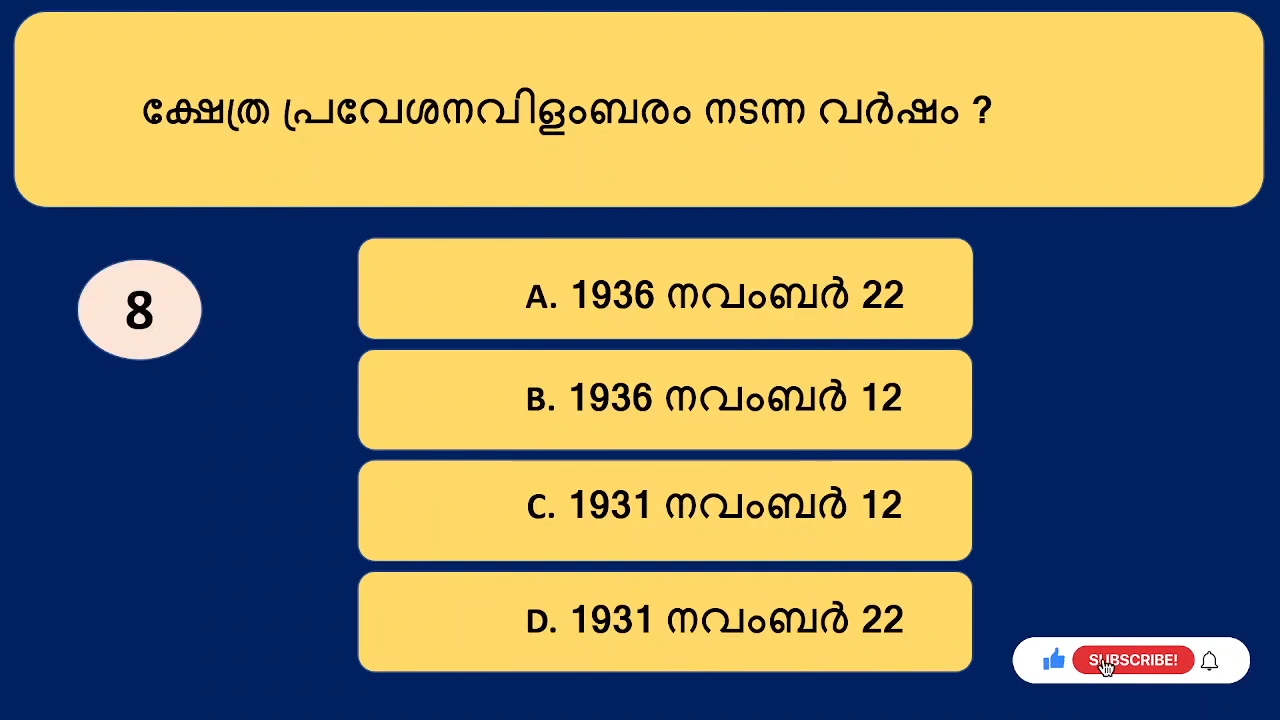 ക്ഷേത്ര പ്രവേശനവിളംബരം നടന്ന വർഷം ?
8
A. 1936 നവംബർ 22
B. 1936 നവംബർ 12
C. 1931 നവംബർ 12
D. 1931 നവംബർ 22
SUBSCRIBE!